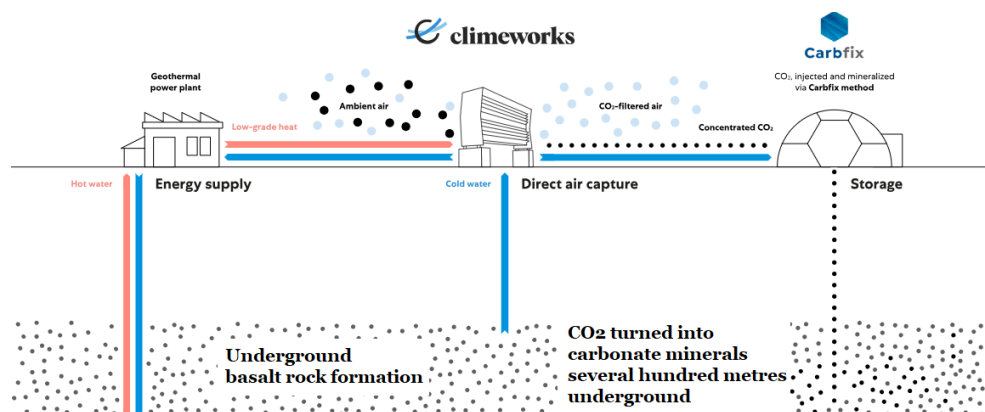 climeworks
Carbfix
Geothermal
power plant
CO₂, injected and mineralized
via Carbfix method
Ambient air
CO₂-filtered air
Low-grade heat
Concentrated CO₂
Hot water
Energy supply
Cold water
Direct air capture
Storage
Underground
basalt rock formation
CO2 turned into
carbonate minerals
several hundred metres
underground